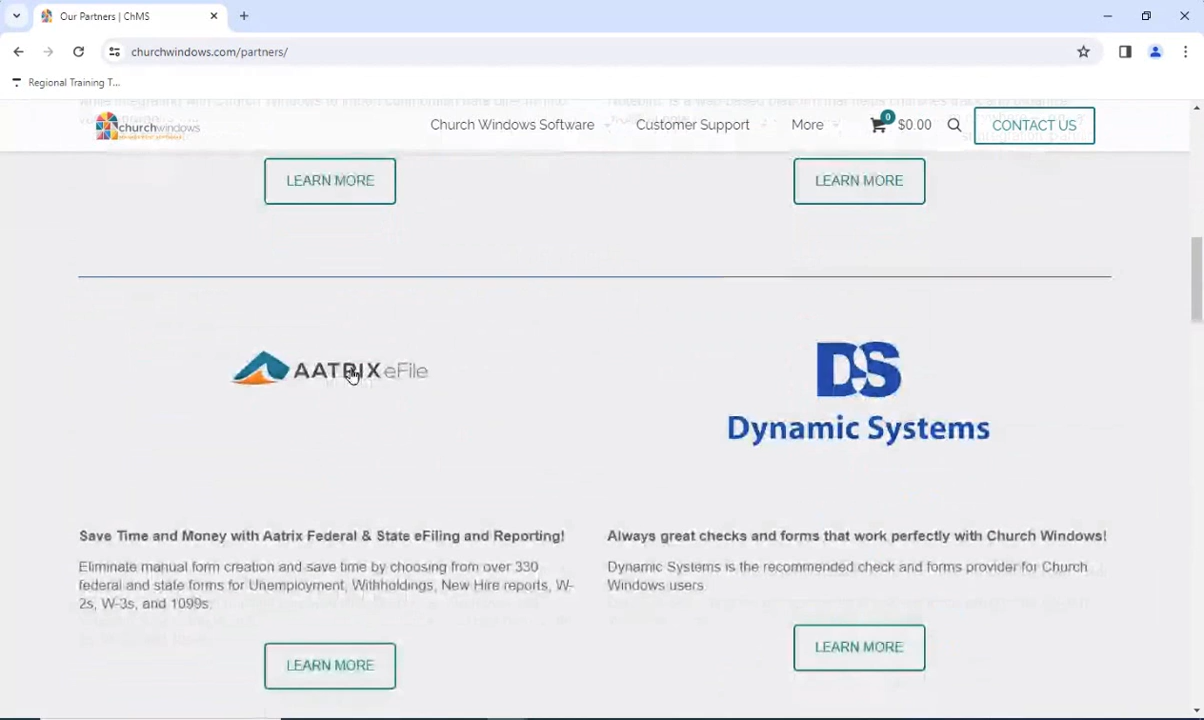 Our Partners | ChMS
churchwindows.com/partners/
Regional Training T...
churchwindows
Church Windows Software
Customer Support
More
0
$0.00
CONTACT US
LEARN MORE
LEARN MORE
AATRIX eFile
DS
Dynamic Systems
Save Time and Money with Aatrix Federal & State eFiling and Reporting!
Always great checks and forms that work perfectly with Church Windows!
Eliminate manual form creation and save time by choosing from over 330
federal and state forms for Unemployment, Withholdings, New Hire reports, W-
2s, W-3s, and 1099s.
Dynamic Systems is the recommended check and forms provider for Church
Windows users.
LEARN MORE
LEARN MORE